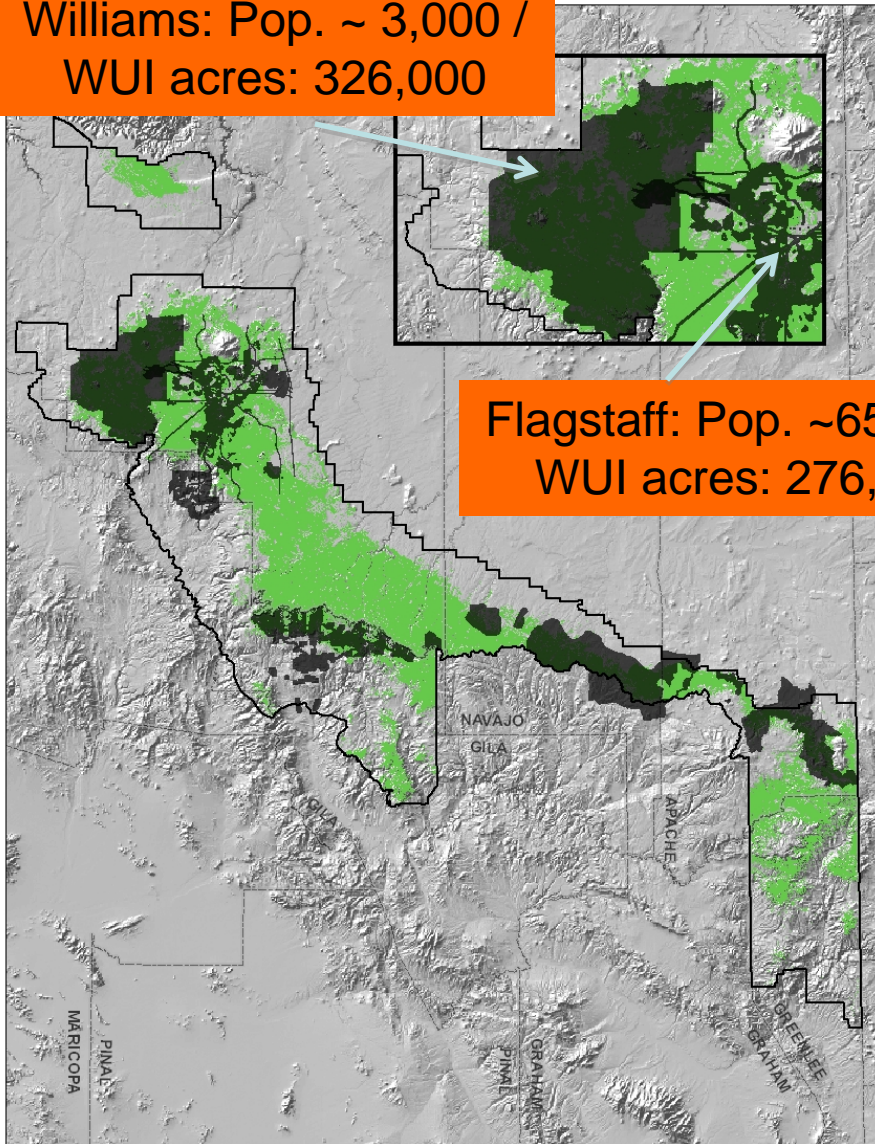 Williams: Pop. ~ 3,000 /
WUI acres: 326,000
Flagstaff: Pop. ~65
WUI acres: 276,
NAVAJO
GILA
GILA
APACHE
MARICOPA
PINAL
PINAL
GRAHAM
GREENLEE
GRAHAM